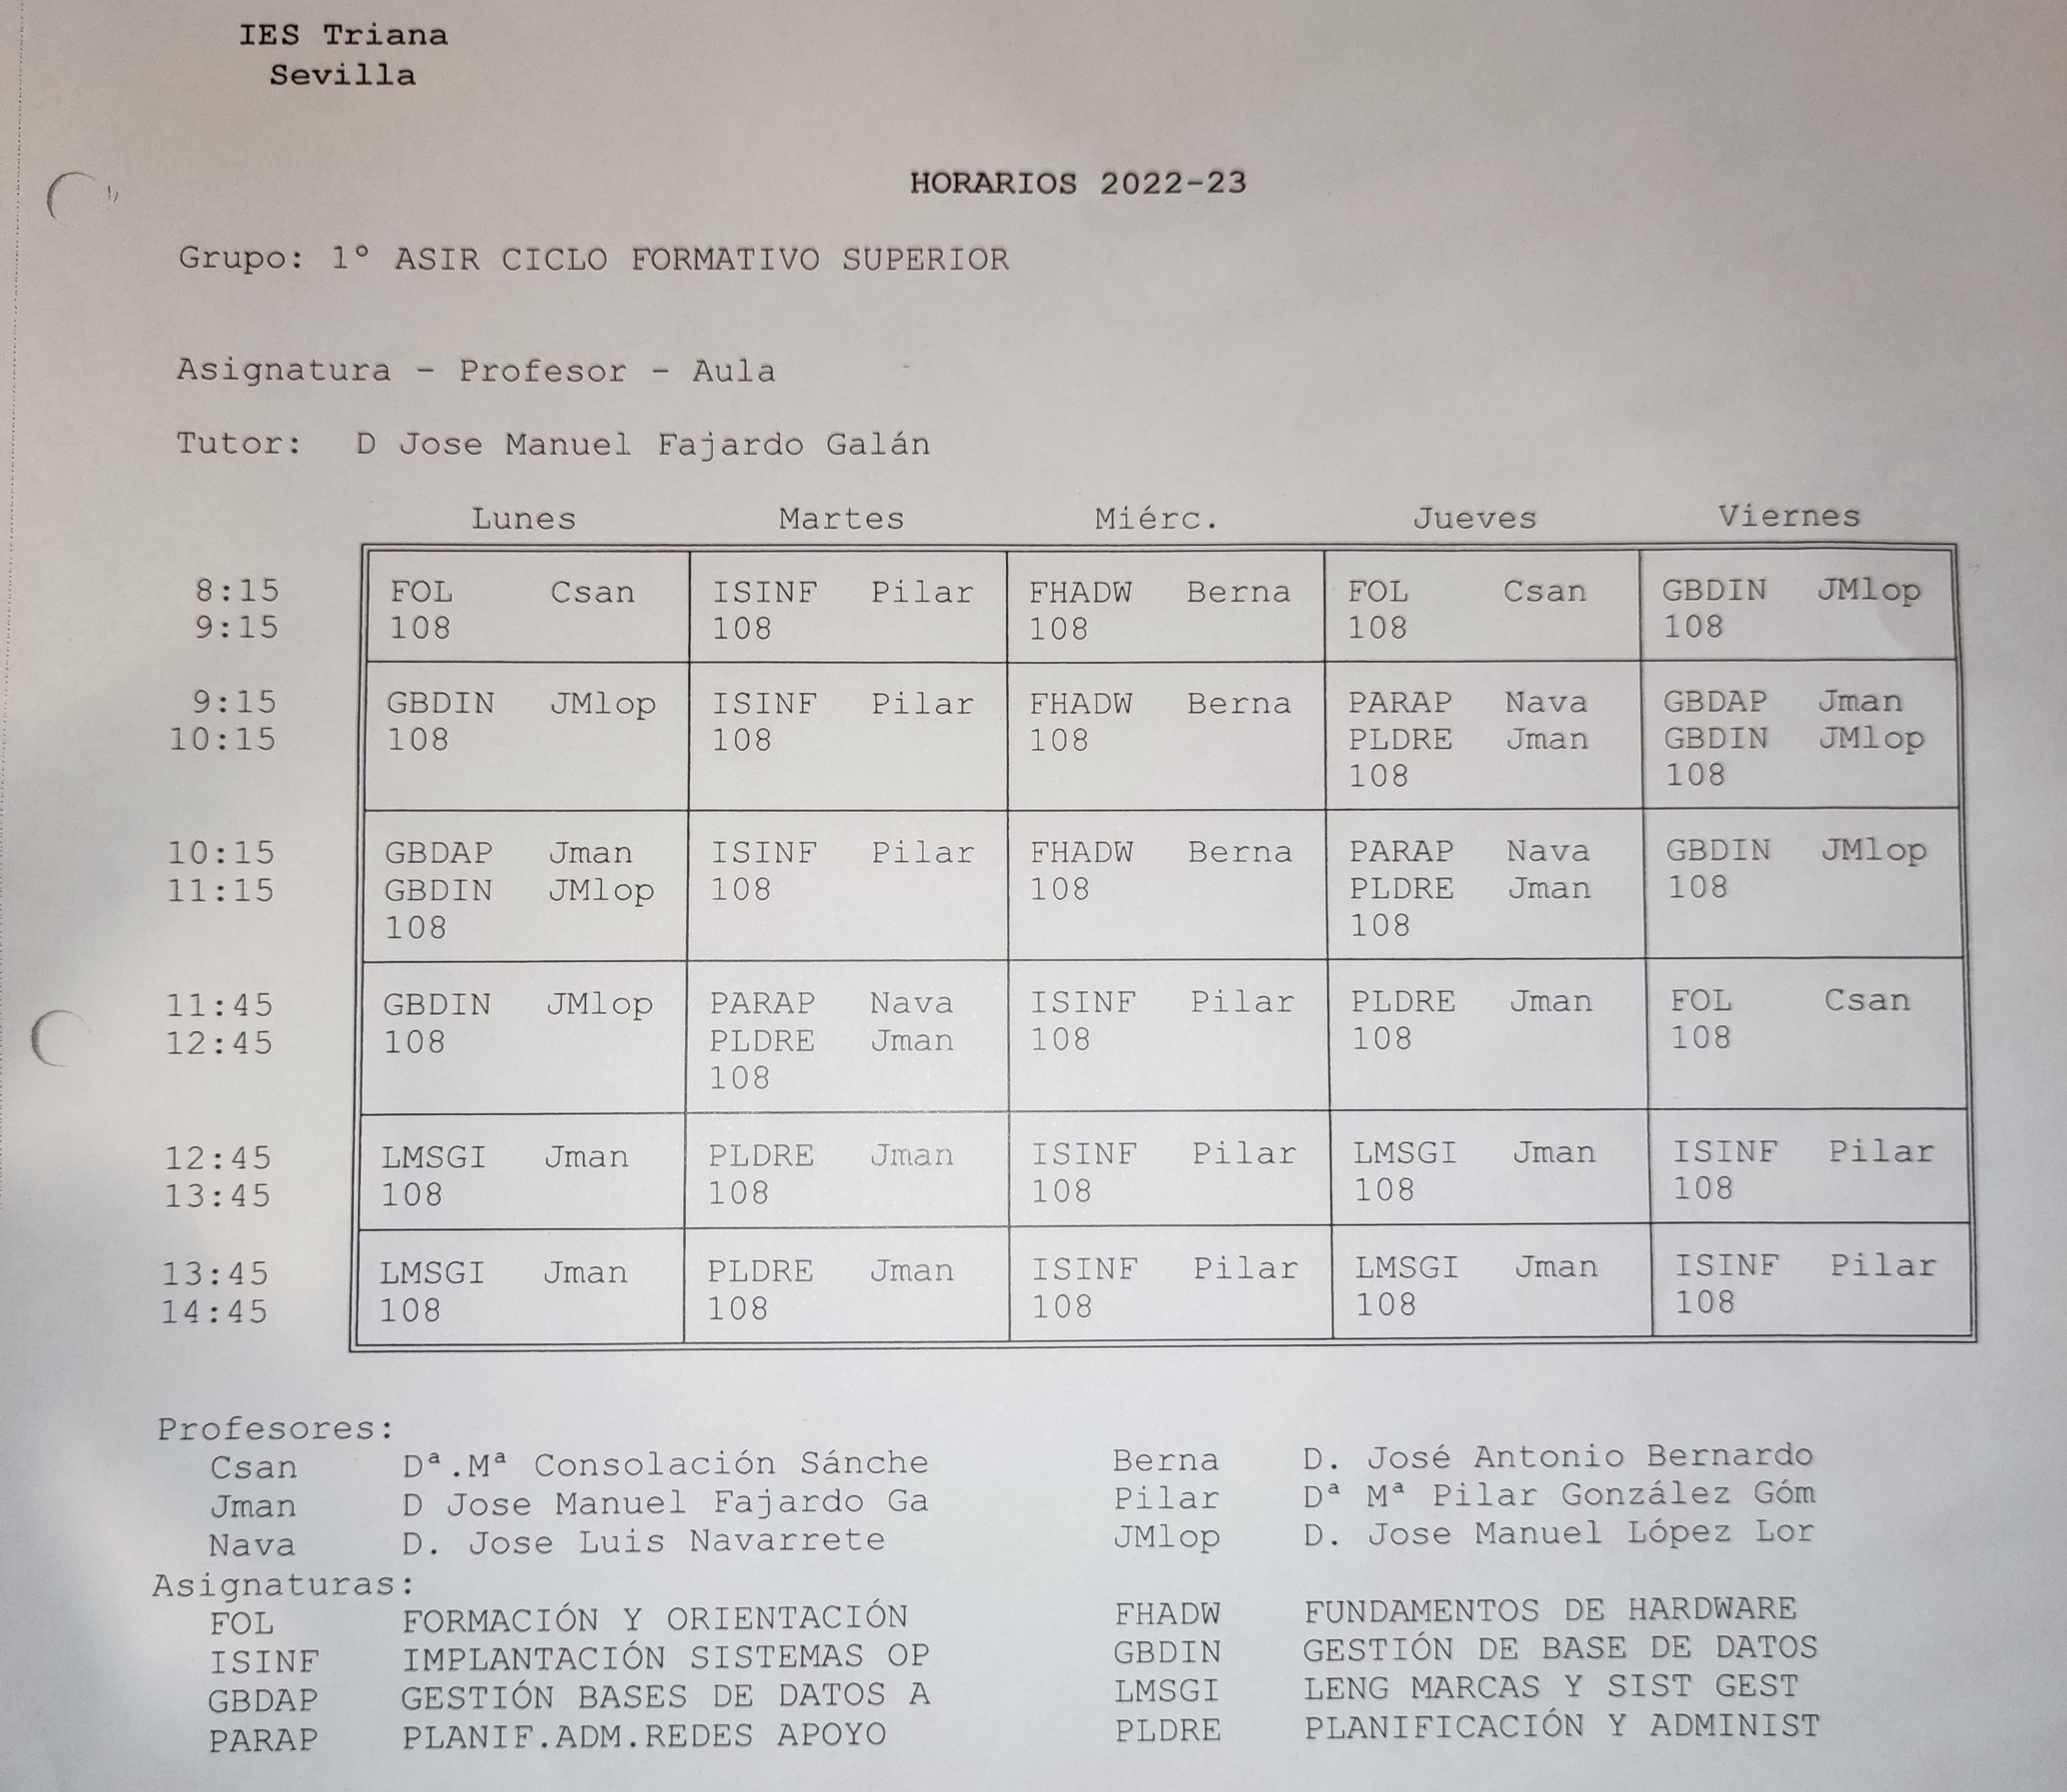 IES Triana
Sevilla
HORARIOS 2022-23
Grupo: 1º ASIR CICLO FORMATIVO SUPERIOR
Asignatura - Profesor - Aula
Tutor: D Jose Manuel Fajardo Galán
Lunes Martes Miérc. Jueves Viernes
8:15 FOL Csan ISINF Pilar FHADW Berna FOL Csan GBDIN JMlop
9:15 108 108 108 108 108
9:15 GBDIN JMlop ISINF Pilar FHADW Berna PARAP Nava GBDAP Jman
10:15 108 108 108 PLDRE Jman GBDIN JMlop
108 108
10:15 GBDAP Jman ISINF Pilar FHADW Berna PARAP Nava GBDIN JMlop
11:15 GBDIN JMlop 108 108 PLDRE Jman 108
108 108
11:45 GBDIN JMlop PARAP Nava ISINF Pilar PLDRE Jman FOL Csan
12:45 108 PLDRE Jman 108 108 108
108
12:45 LMSGI Jman PLDRE Jman ISINF Pilar LMSGI Jman ISINF Pilar
13:45 108 108 108 108 108
13:45 LMSGI Jman PLDRE Jman ISINF Pilar LMSGI Jman ISINF Pilar
14:45 108 108 108 108 108
Profesores:
Csan Dª.Mª Consolación Sánche Berna D. José Antonio Bernardo
Jman D Jose Manuel Fajardo Ga Pilar Dª Mª Pilar González Góm
Nava D. Jose Luis Navarrete JMlop D. Jose Manuel López Lor
Asignaturas:
FOL FORMACIÓN Y ORIENTACIÓN FHADW FUNDAMENTOS DE HARDWARE
ISINF IMPLANTACIÓN SISTEMAS OP GBDIN GESTIÓN DE BASE DE DATOS
GBDAP GESTIÓN BASES DE DATOS A LMSGI LENG MARCAS Y SIST GEST
PARAP PLANIF.ADM.REDES APOYO PLDRE PLANIFICACIÓN Y ADMINIST